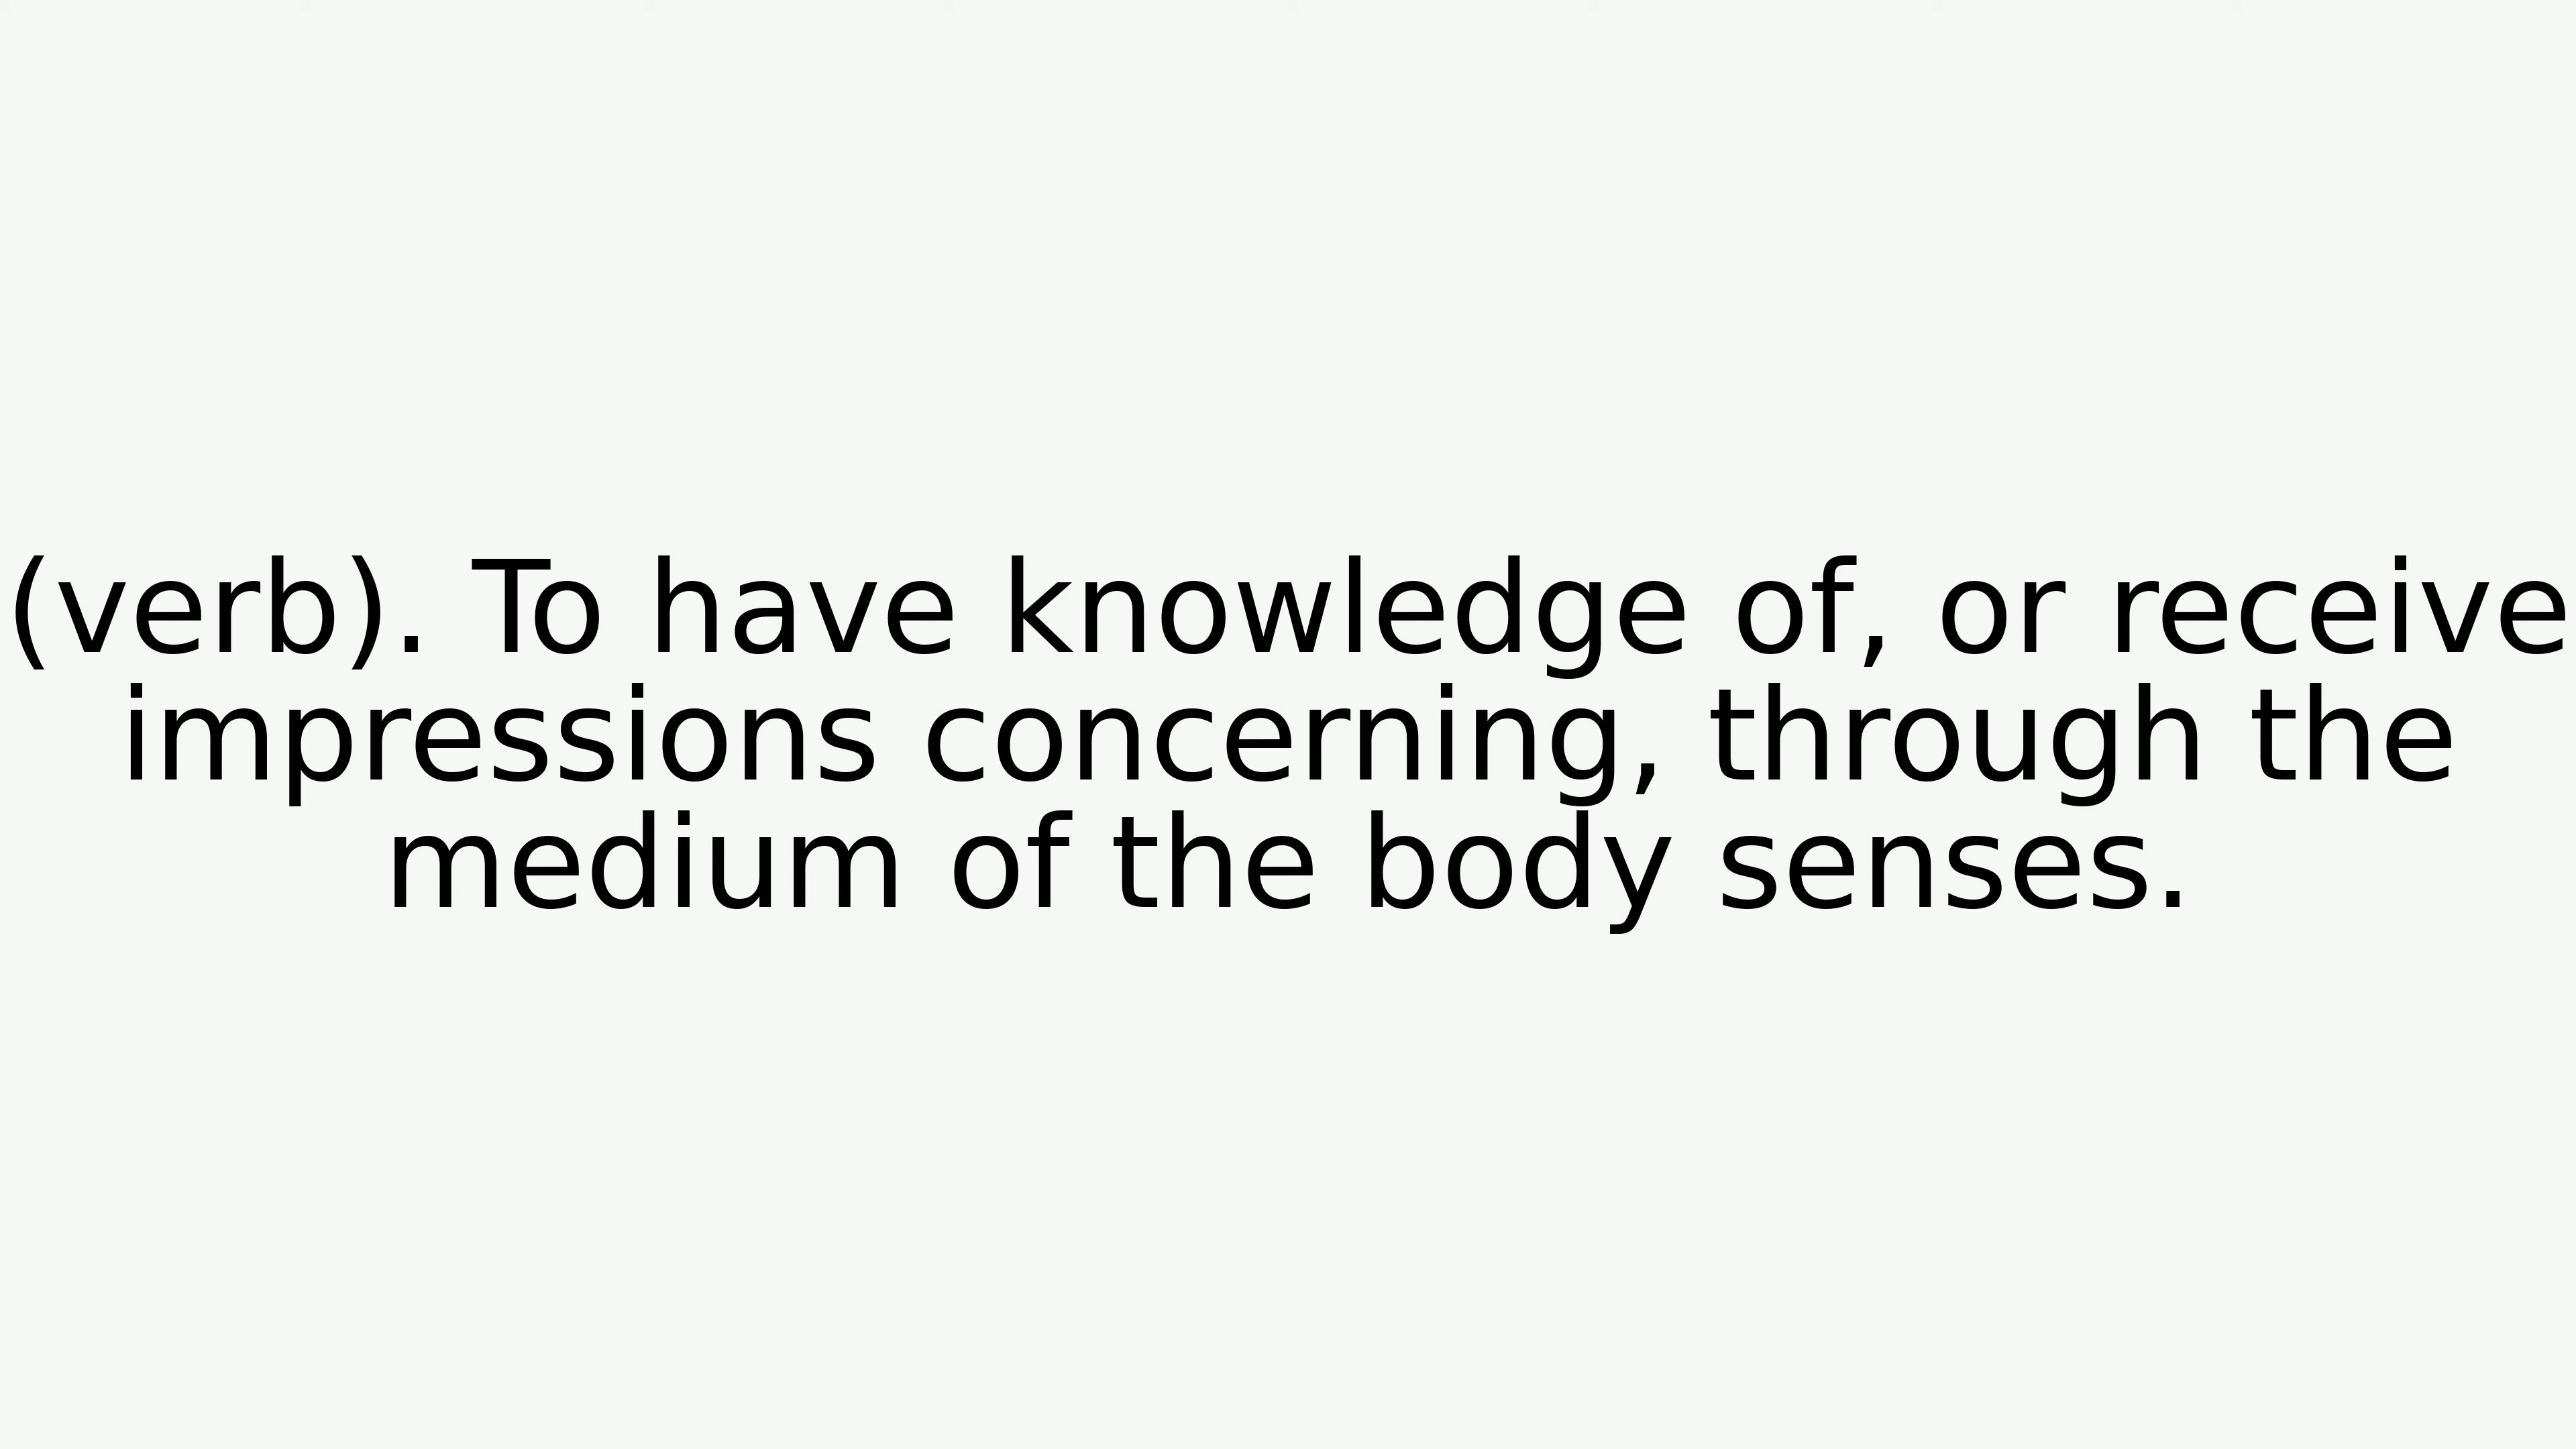 (verb). To have knowledge of, or receive
impressions concerning, through the
medium of the body senses.